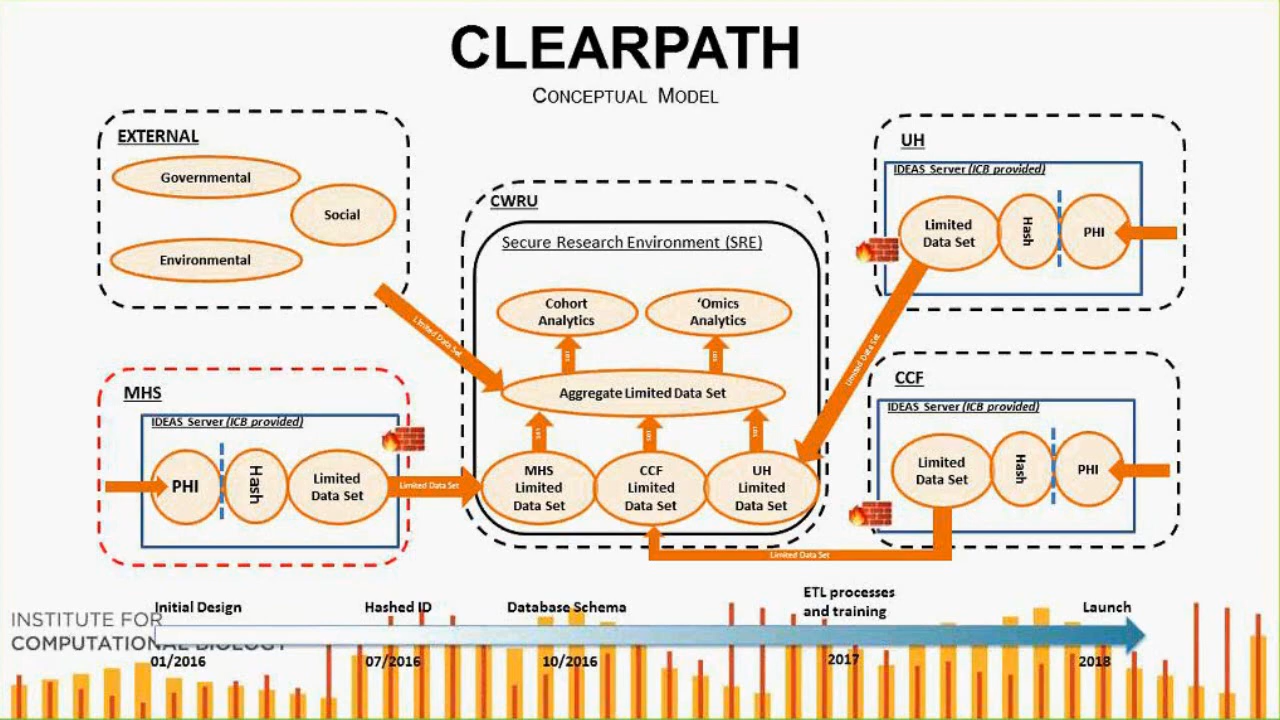 CLEARPATH
CONCEPTUAL MODEL
EXTERNAL
Governmental
Social
Environmental
Limited Data Set
MHS
IDEAS Server (ICB provided)
PHI
Hash
Limited
Data Set
Limited Data Set
CWRU
Secure Research Environment (SRE)
Cohort
Analytics
‘Omics
Analytics
LDS
LDS
Aggregate Limited Data Set
LDS
LDS
LDS
MHS
Limited
Data Set
CCF
Limited
Data Set
UH
Limited
Data Set
UH
IDEAS Server (ICB provided)
Limited
Data Set
Hash
PHI
Limited Data Set
CCF
IDEAS Server (ICB provided)
Limited
Data Set
Hash
PHI
Limited Data Set
INSTITUTE FOR
COMPUTATIONAL BIOLOGY
Initial Design
Hashed ID
Database Schema
ETL processes
and training
Launch
01/2016
07/2016
10/2016
2017
2018